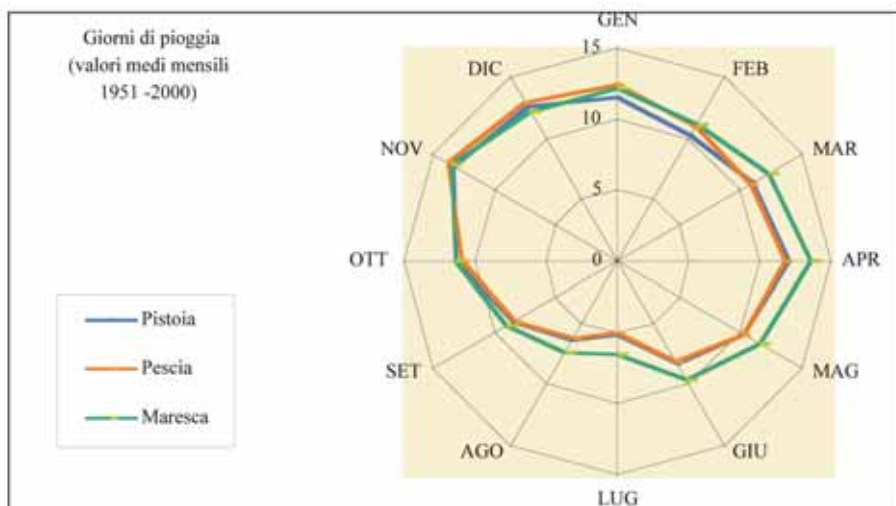 Giorni di pioggia
(valori medi mensili
1951 -2000)
GEN
15
DIC
FEB
10
NOV
MAR
5
OTT
0
APR
Pistoia
Pescia
SET
MAG
Maresca
AGO
GIU
LUG